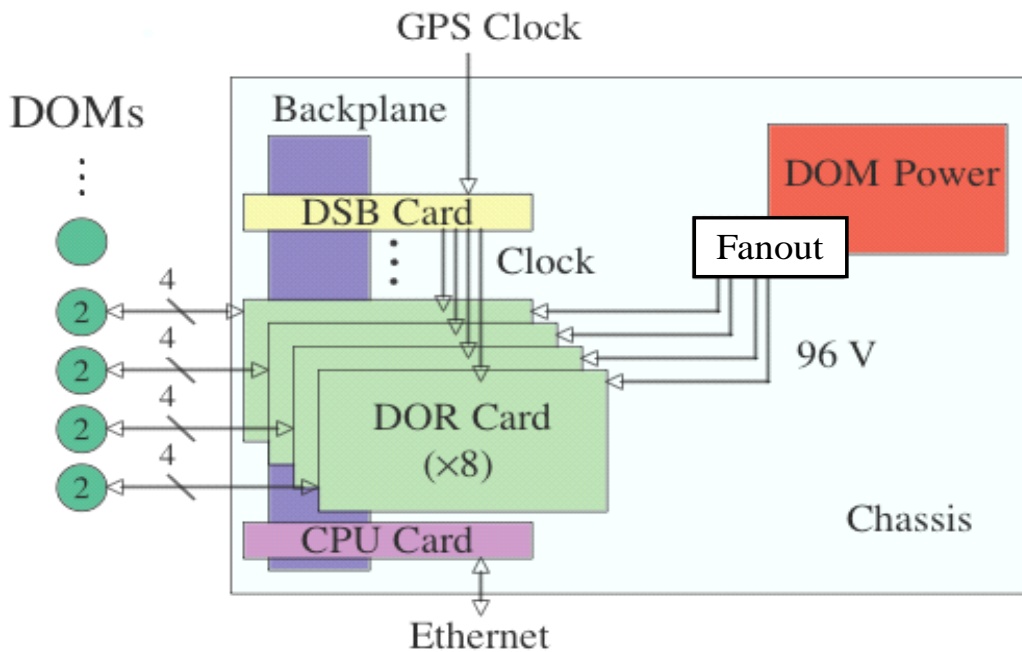 GPS Clock
DOMs
Backplane
DOM Power
DSB Card
Fanout
Clock
4
2
4
2
96 V
4
2
DOR Card
4
(×8)
2
Chassis
CPU Card
Ethernet